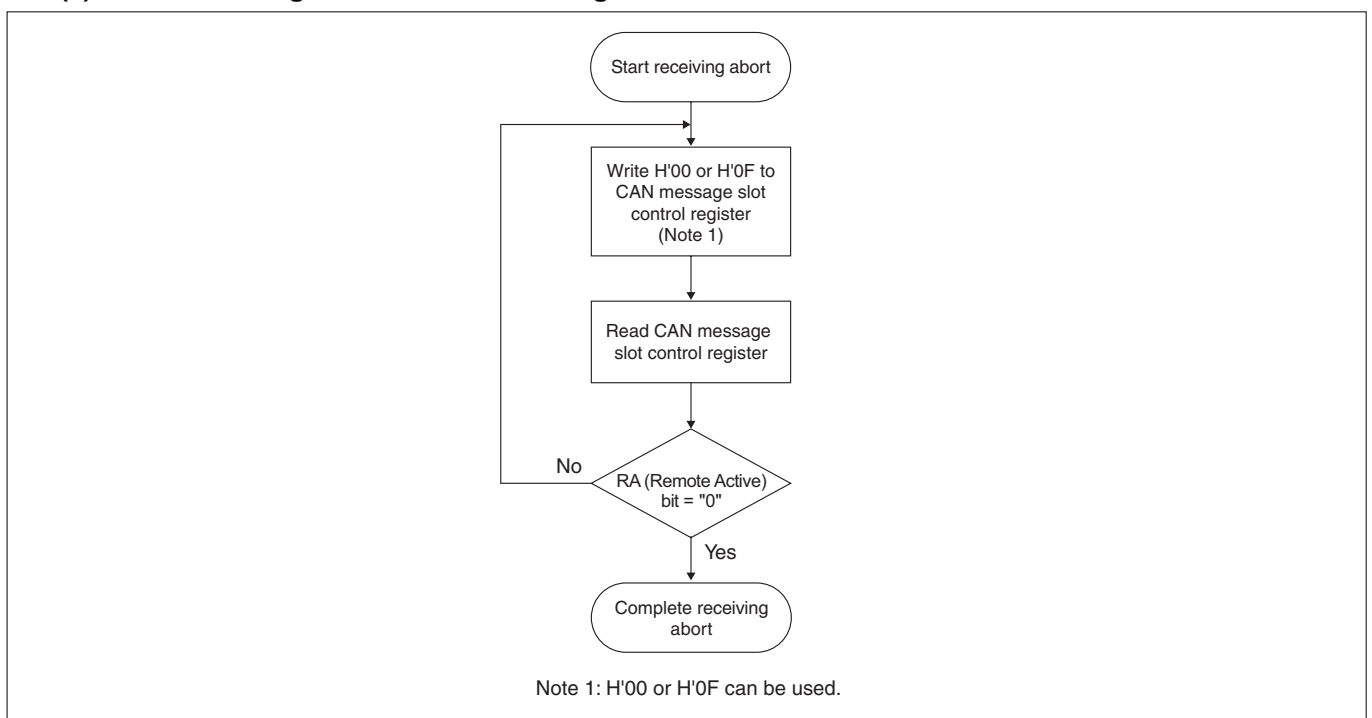 Start receiving abort
Write H'00 or H'0F to
CAN message slot
control register
(Note 1)
Read CAN message
slot control register
No
RA (Remote Active)
bit = "0"
Yes
Complete receiving
abort
Note 1: H'00 or H'0F can be used.